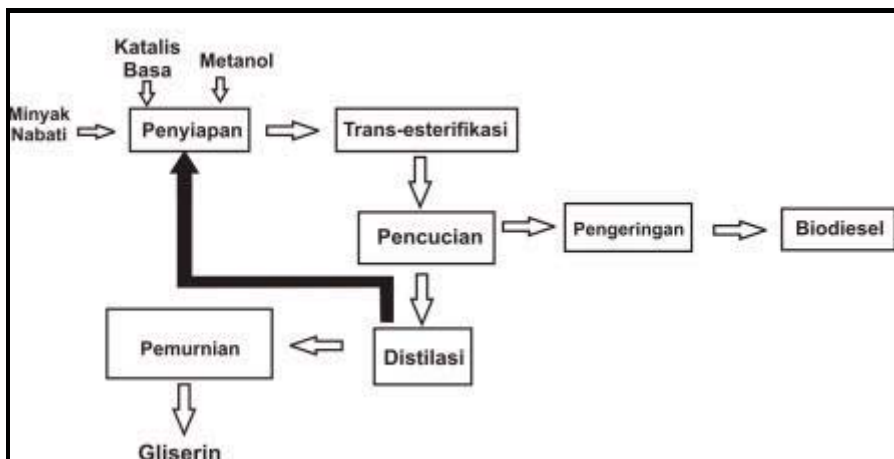 Katalis
Basa
Metanol
Minyak
Nabati
Penyiapan
Trans-esterifikasi
Pencucian
Pengeringan
Biodiesel
Distilasi
Pemurnian
Gliserin